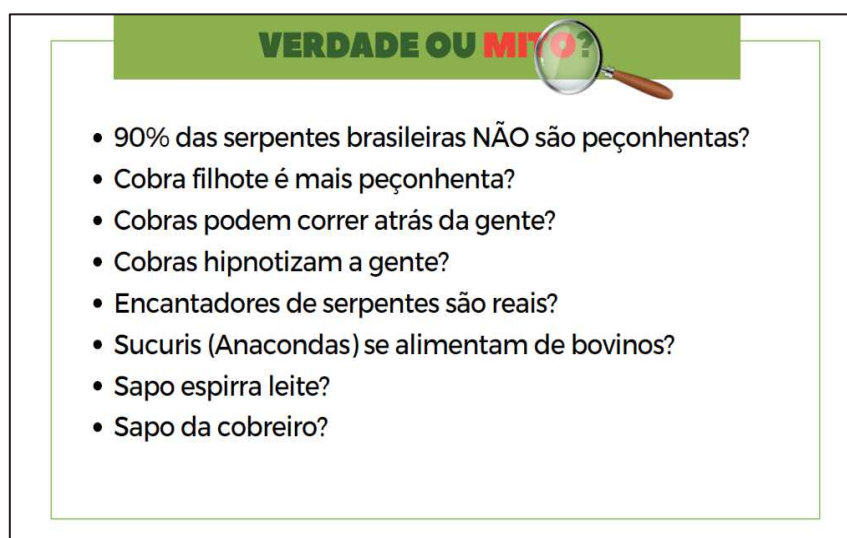 VERDADE OU MITO?
• 90% das serpentes brasileiras NÃO são peçonhentas?
• Cobra filhote é mais peçonhenta?
• Cobras podem correr atrás da gente?
• Cobras hipnotizam a gente?
• Encantadores de serpentes são reais?
• Sucuris (Anacondas) se alimentam de bovinos?
• Sapo espirra leite?
• Sapo da cobreiro?